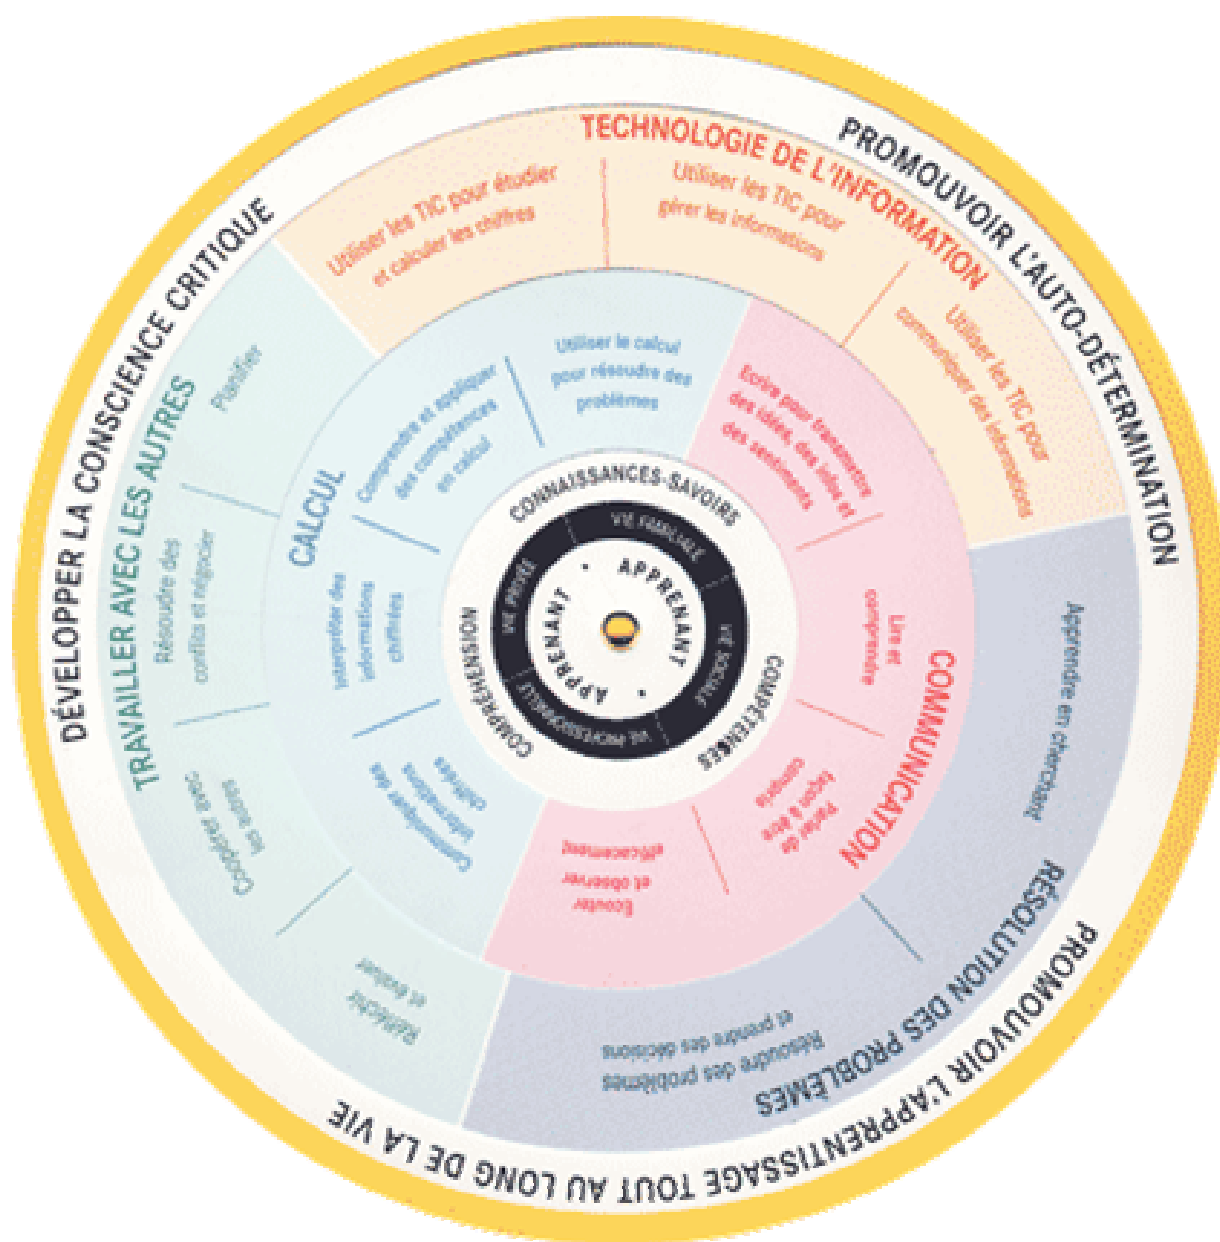 PROMOUVOIR L'AUTO-DÉTERMINATION
PROMOUVOIR L'APPRENTISSAGE TOUT AU LONG DE LA VIE
DÉVELOPPER LA CONSCIENCE CRITIQUE
TECHNOLOGIE DE L'INFORMATION
Utiliser les TIC pour étudier
et calculer les chiffres
Utiliser les TIC pour
gérer les informations
Utiliser les TIC pour
communiquer des informations
RÉSOLUTION DES PROBLÈMES
Apprendre en cherchant
Résoudre des problèmes
et prendre des décisions
TRAVAILLER AVEC LES AUTRES
Planifier
Résoudre des
conflits et négocier
Coopérer avec
les autres
Réfléchir
et évaluer
CALCUL
Utiliser le calcul
pour résoudre des
problèmes
Comprendre et appliquer
des compétences
en calcul
Interpréter des
informations
chiffrées
Communiquer des
informations
chiffrées
COMMUNICATION
Ecrire pour transmettre
des idées, des infos et
des sentiments
Lire et
comprendre
Parler de
façon à être
compris
Ecouter
et observer
efficacement
CONNAISSANCES-SAVOIRS
COMPÉTENSES
COMPRÉHENSION
VIE FAMILIALE
VIE SOCIALE
VIE PROFESSIONNELLE
VIE PRIVÉE
APPRENANT • APPRENANT •